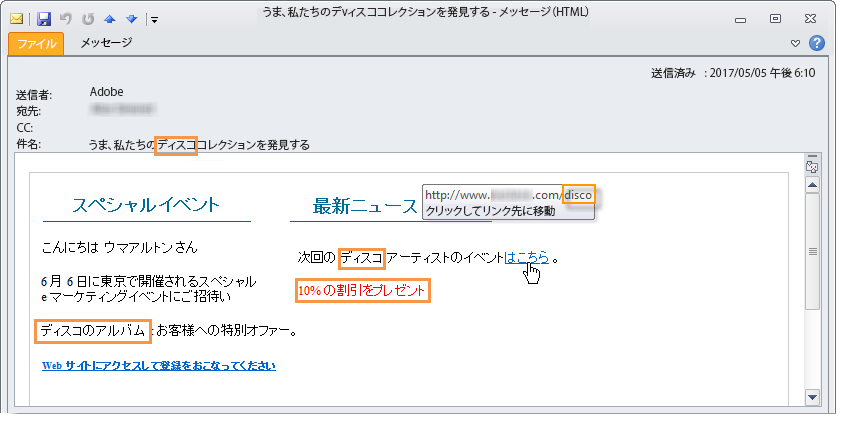 うま、私たちのデvィスココレクションを発見する - メッセージ (HTML)
ファイル メッセージ
送信済み : 2017/05/05 午後 6:10
送信者: Adobe
宛先:
CC:
件名: うま、私たちのディスココレクションを発見する
スペシャルイベント
こんにちは ウマアルトン さん
6 月 6 日に東京で開催されるスペシャル
e マーケティングイベントにご招待い
ディスコのアルバム : お客様への特別オファー。
Web サイトにアクセスして登録をおこなってください
最新ニュース
http://www. .com/disco
クリックしてリンク先に移動
次回の ディスコ アーティストのイベントはこちら 。
10% の割引をプレゼント